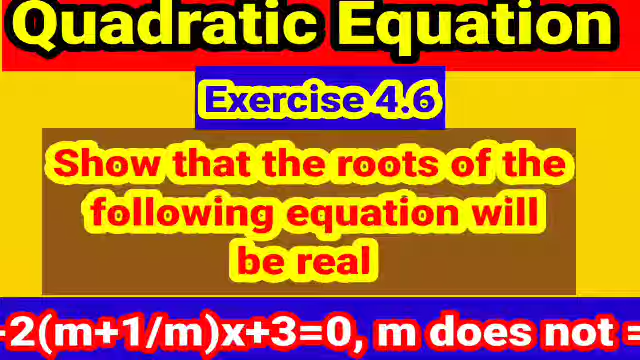 Quadratic Equation
Exercise 4.6
Show that the roots of the
following equation will
be real
-2(m+1/m)x+3=0, m does not =